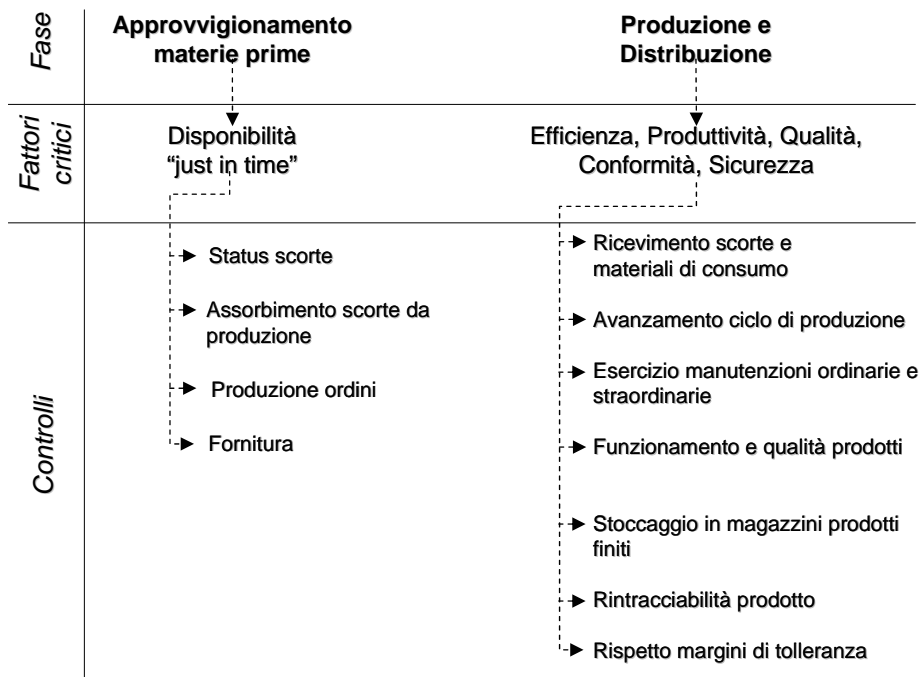 Fase
Approvvigionamento
materie prime
Produzione e
Distribuzione
Fattori
critici
Disponibilità
“just in time”
Efficienza, Produttività, Qualità,
Conformità, Sicurezza
Controlli
Status scorte
Assorbimento scorte da
produzione
Produzione ordini
Fornitura
Ricevimento scorte e
materiali di consumo
Avanzamento ciclo di produzione
Esercizio manutenzioni ordinarie e
straordinarie
Funzionamento e qualità prodotti
Stoccaggio in magazzini prodotti
finiti
Rintracciabilità prodotto
Rispetto margini di tolleranza